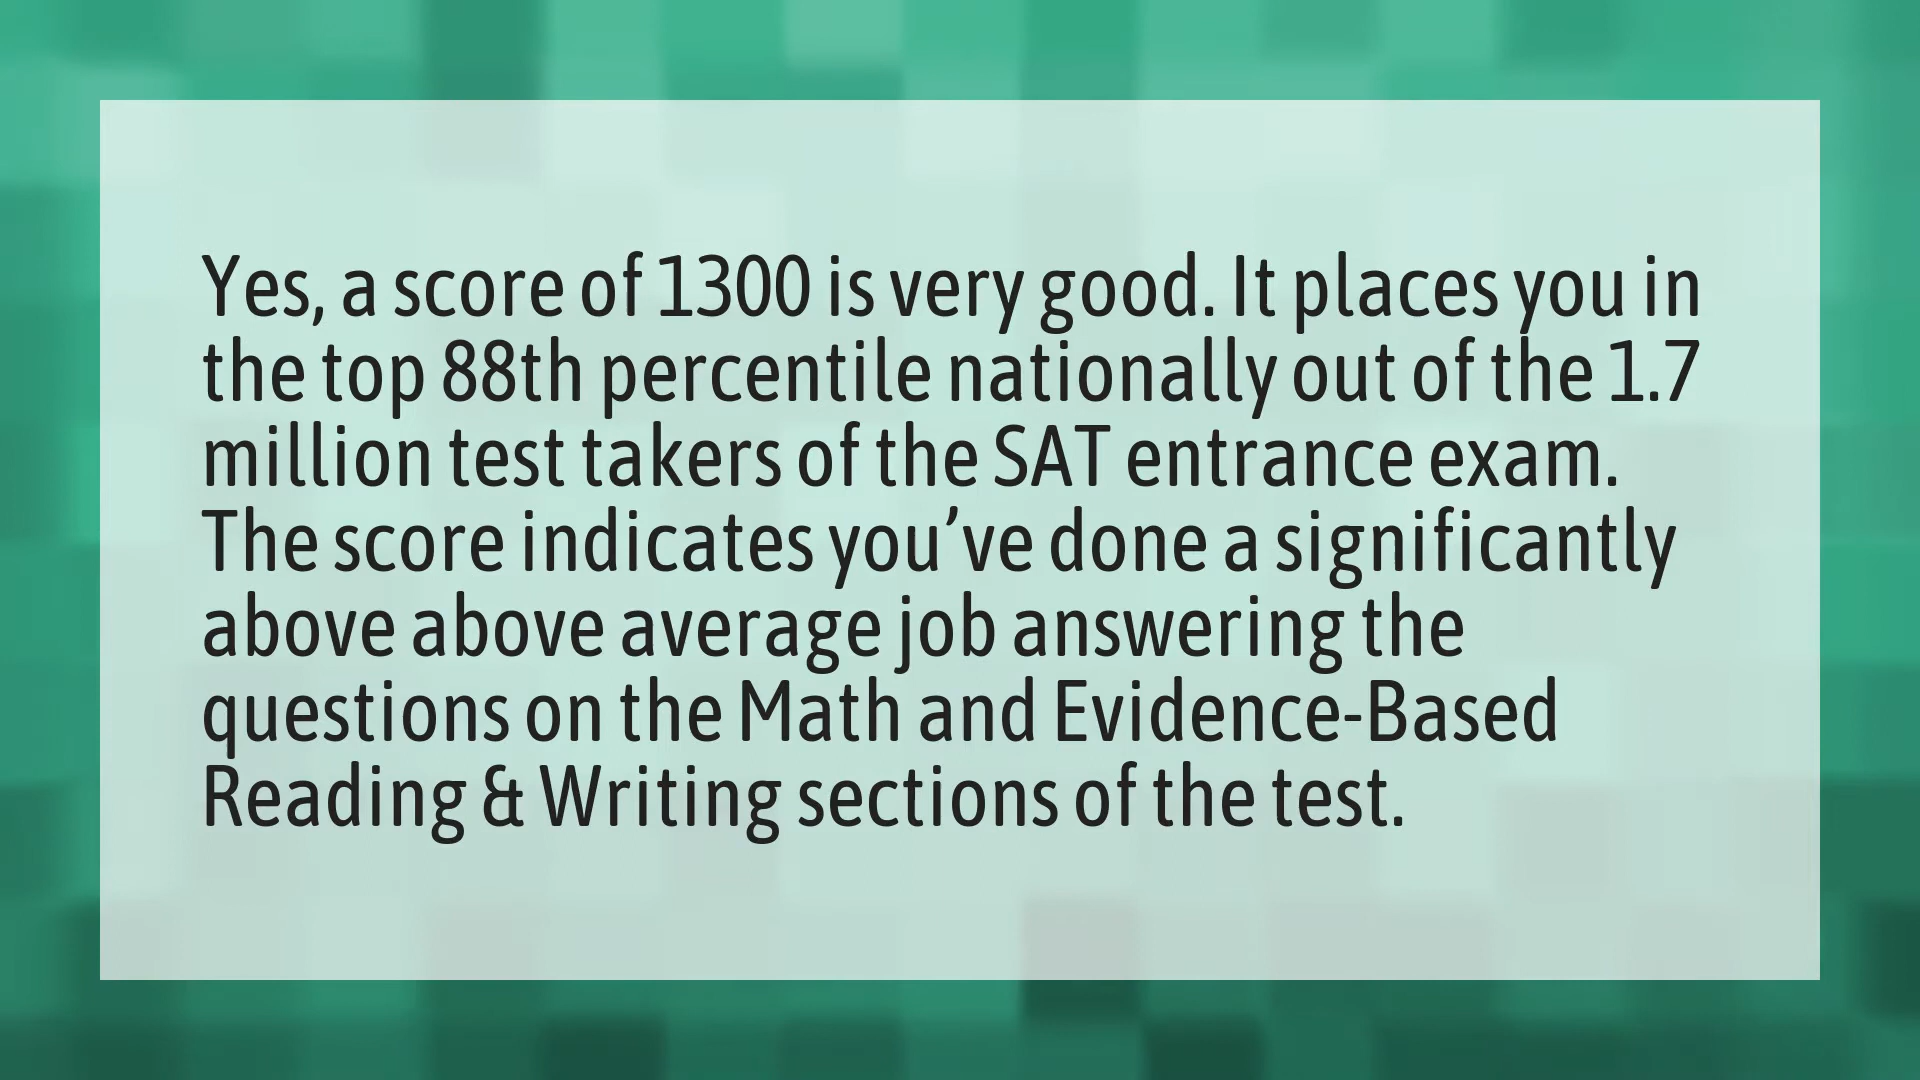 Yes, a score of 1300 is very good. It places you in
the top 88th percentile nationally out of the 1.7
million test takers of the SAT entrance exam.
The score indicates you’ve done a significantly
above above average job answering the
questions on the Math and Evidence-Based
Reading & Writing sections of the test.